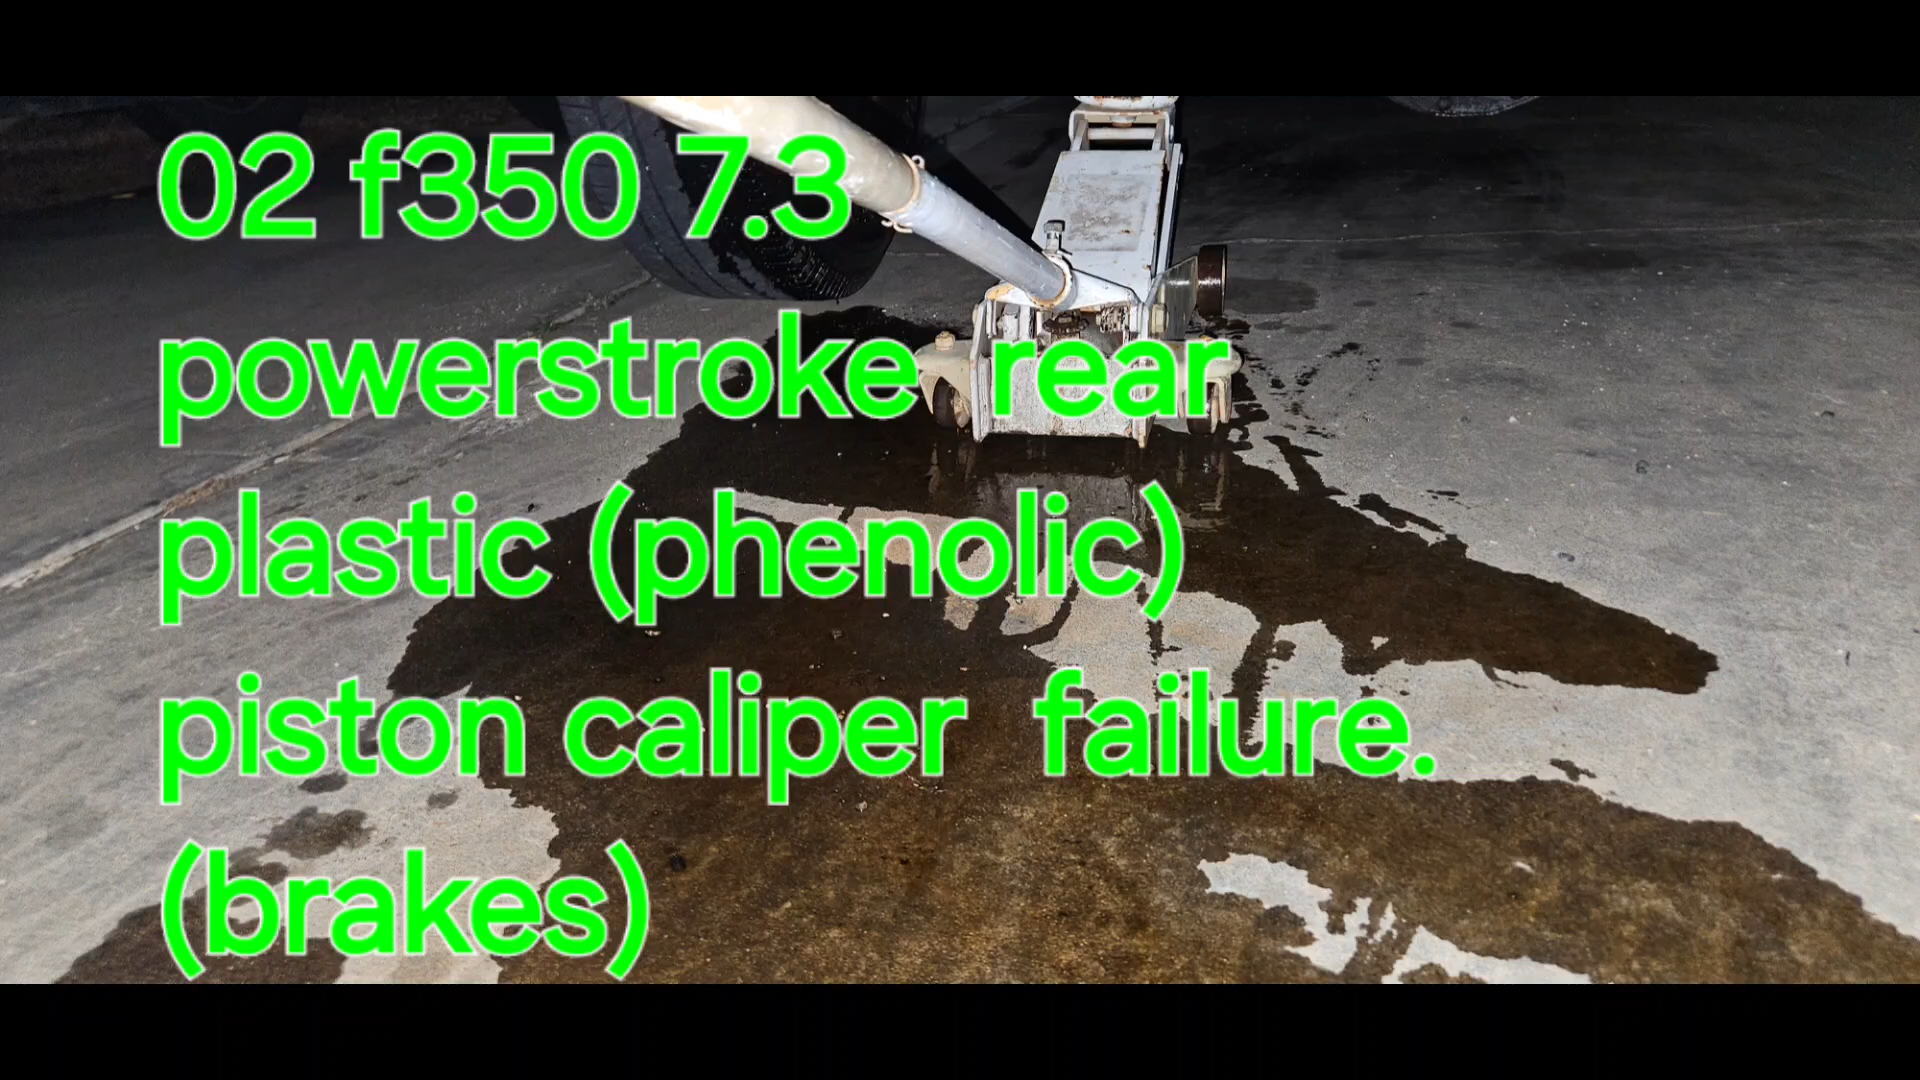 02 f350 7.3
powerstroke rear
plastic (phenolic)
piston caliper failure.
(brakes)